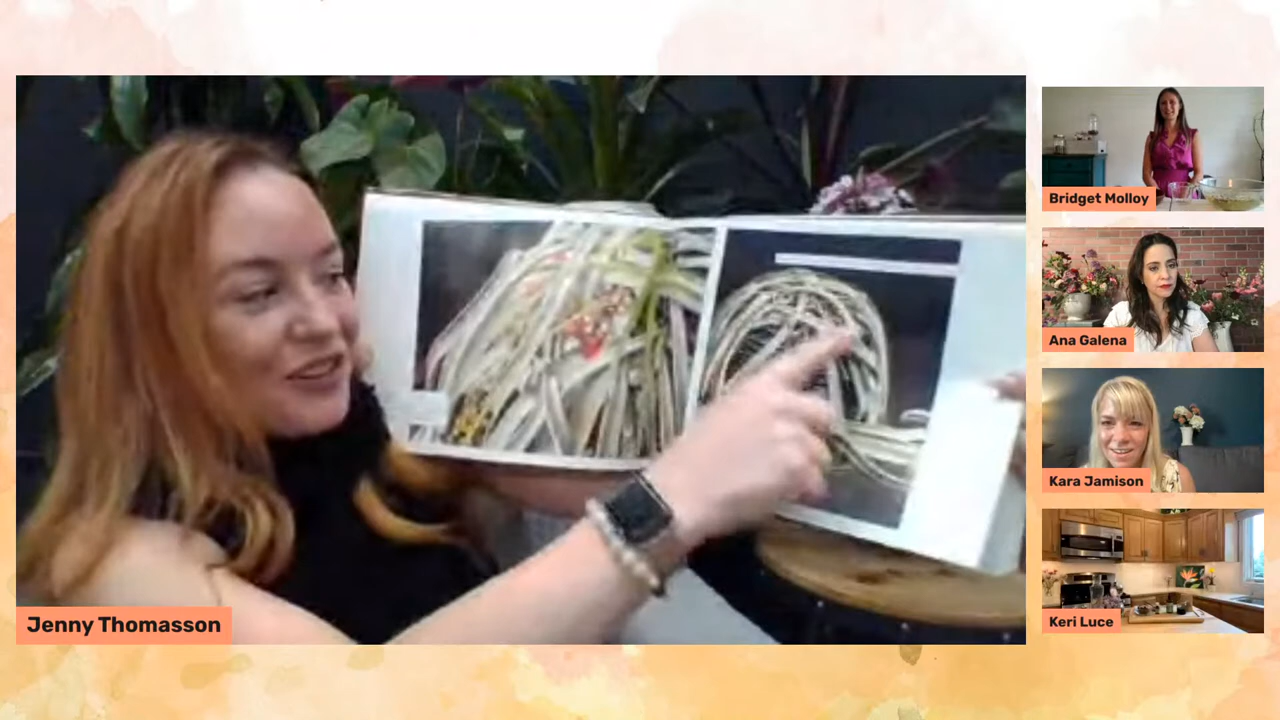 Jenny Thomasson
Bridget Molloy
Ana Galena
Kara Jamison
Keri Luce